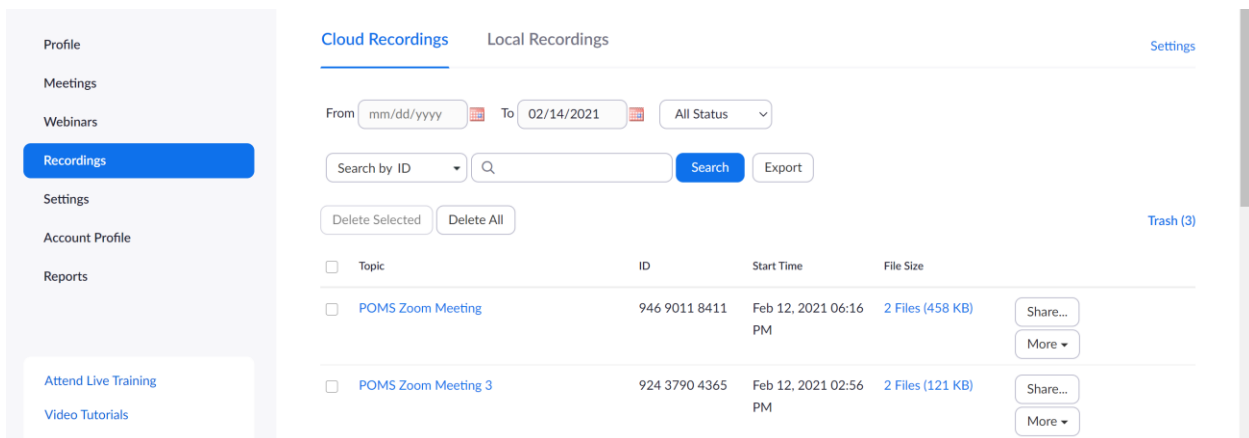 Profile
Meetings
Webinars
Recordings
Settings
Account Profile
Reports
Attend Live Training
Video Tutorials
Cloud Recordings Local Recordings
Settings
From mm/dd/yyyy To 02/14/2021 All Status
Search by ID Search Export
Delete Selected Delete All
Trash (3)
Topic ID Start Time File Size
POMS Zoom Meeting 946 9011 8411 Feb 12, 2021 06:16 2 Files (458 KB) Share...
PM
More
POMS Zoom Meeting 3 924 3790 4365 Feb 12, 2021 02:56 2 Files (121 KB) Share...
PM
More